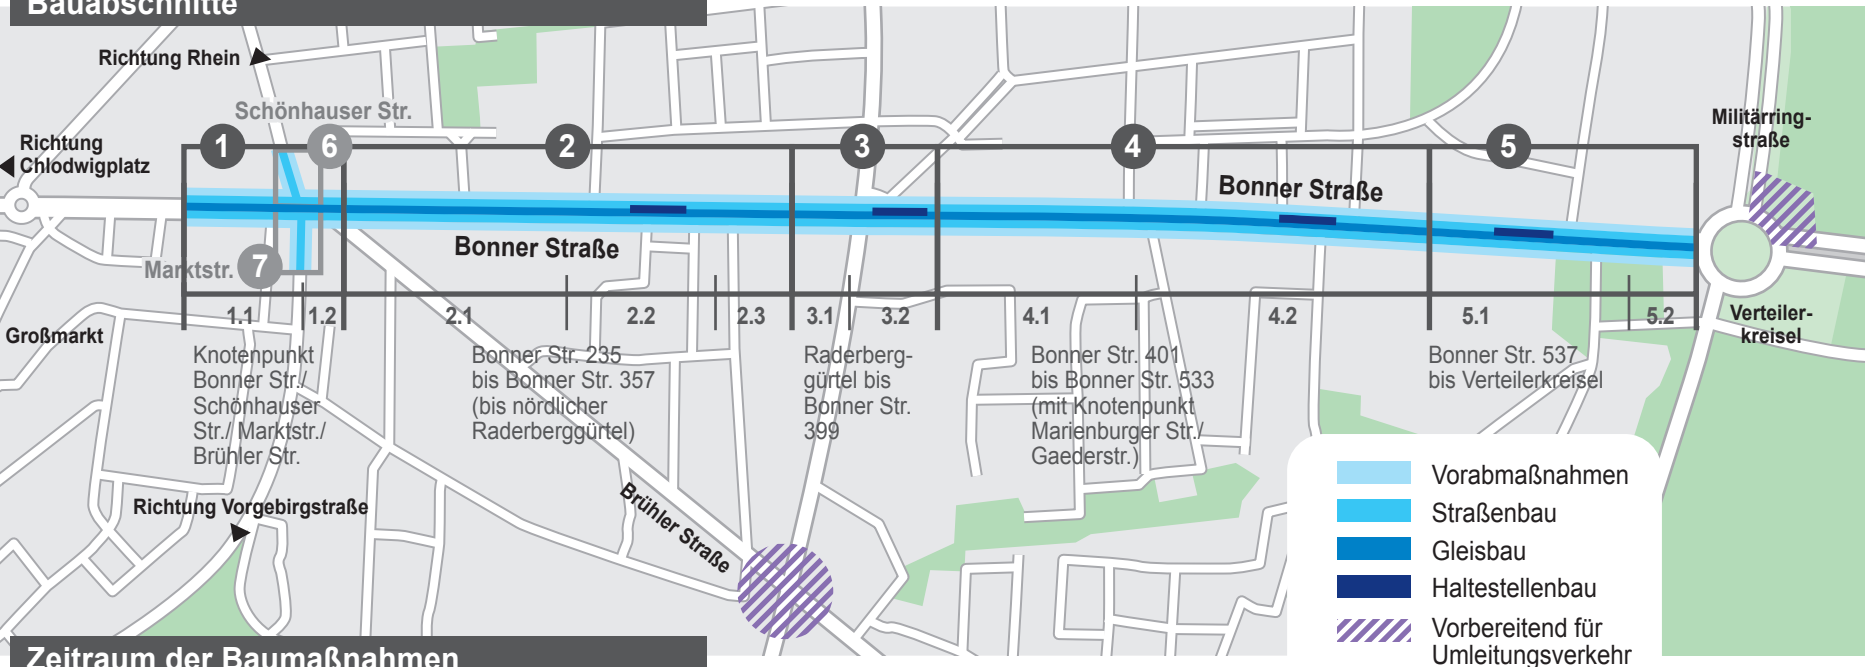 Bauabschnitte
Richtung Rhein
Schönhauser Str.
Richtung
Chlodwigplatz
1
6
2
3
4
5
Militärring-
straße
Bonner Straße
Bonner Straße
Marktstr.
7
Großmarkt
1.1
1.2
2.1
2.2
2.3
3.1
3.2
4.1
4.2
5.1
5.2
Verteiler-
kreisel
Knotenpunkt
Bonner Str./
Schönhauser
Str./ Marktstr./
Brühler Str.
Bonner Str. 235
bis Bonner Str. 357
(bis nördlicher
Raderberggürtel)
Raderberg-
gürtel bis
Bonner Str.
399
Bonner Str. 401
bis Bonner Str. 533
(mit Knotenpunkt
Marienburger Str./
Gaederstr.)
Bonner Str. 537
bis Verteilerkreisel
Richtung Vorgebirgstraße
Brühler Straße
Vorabmaßnahmen
Straßenbau
Gleisbau
Haltestellenbau
Vorbereitend für
Umleitungsverkehr
Zeitraum der Baumaßnahmen